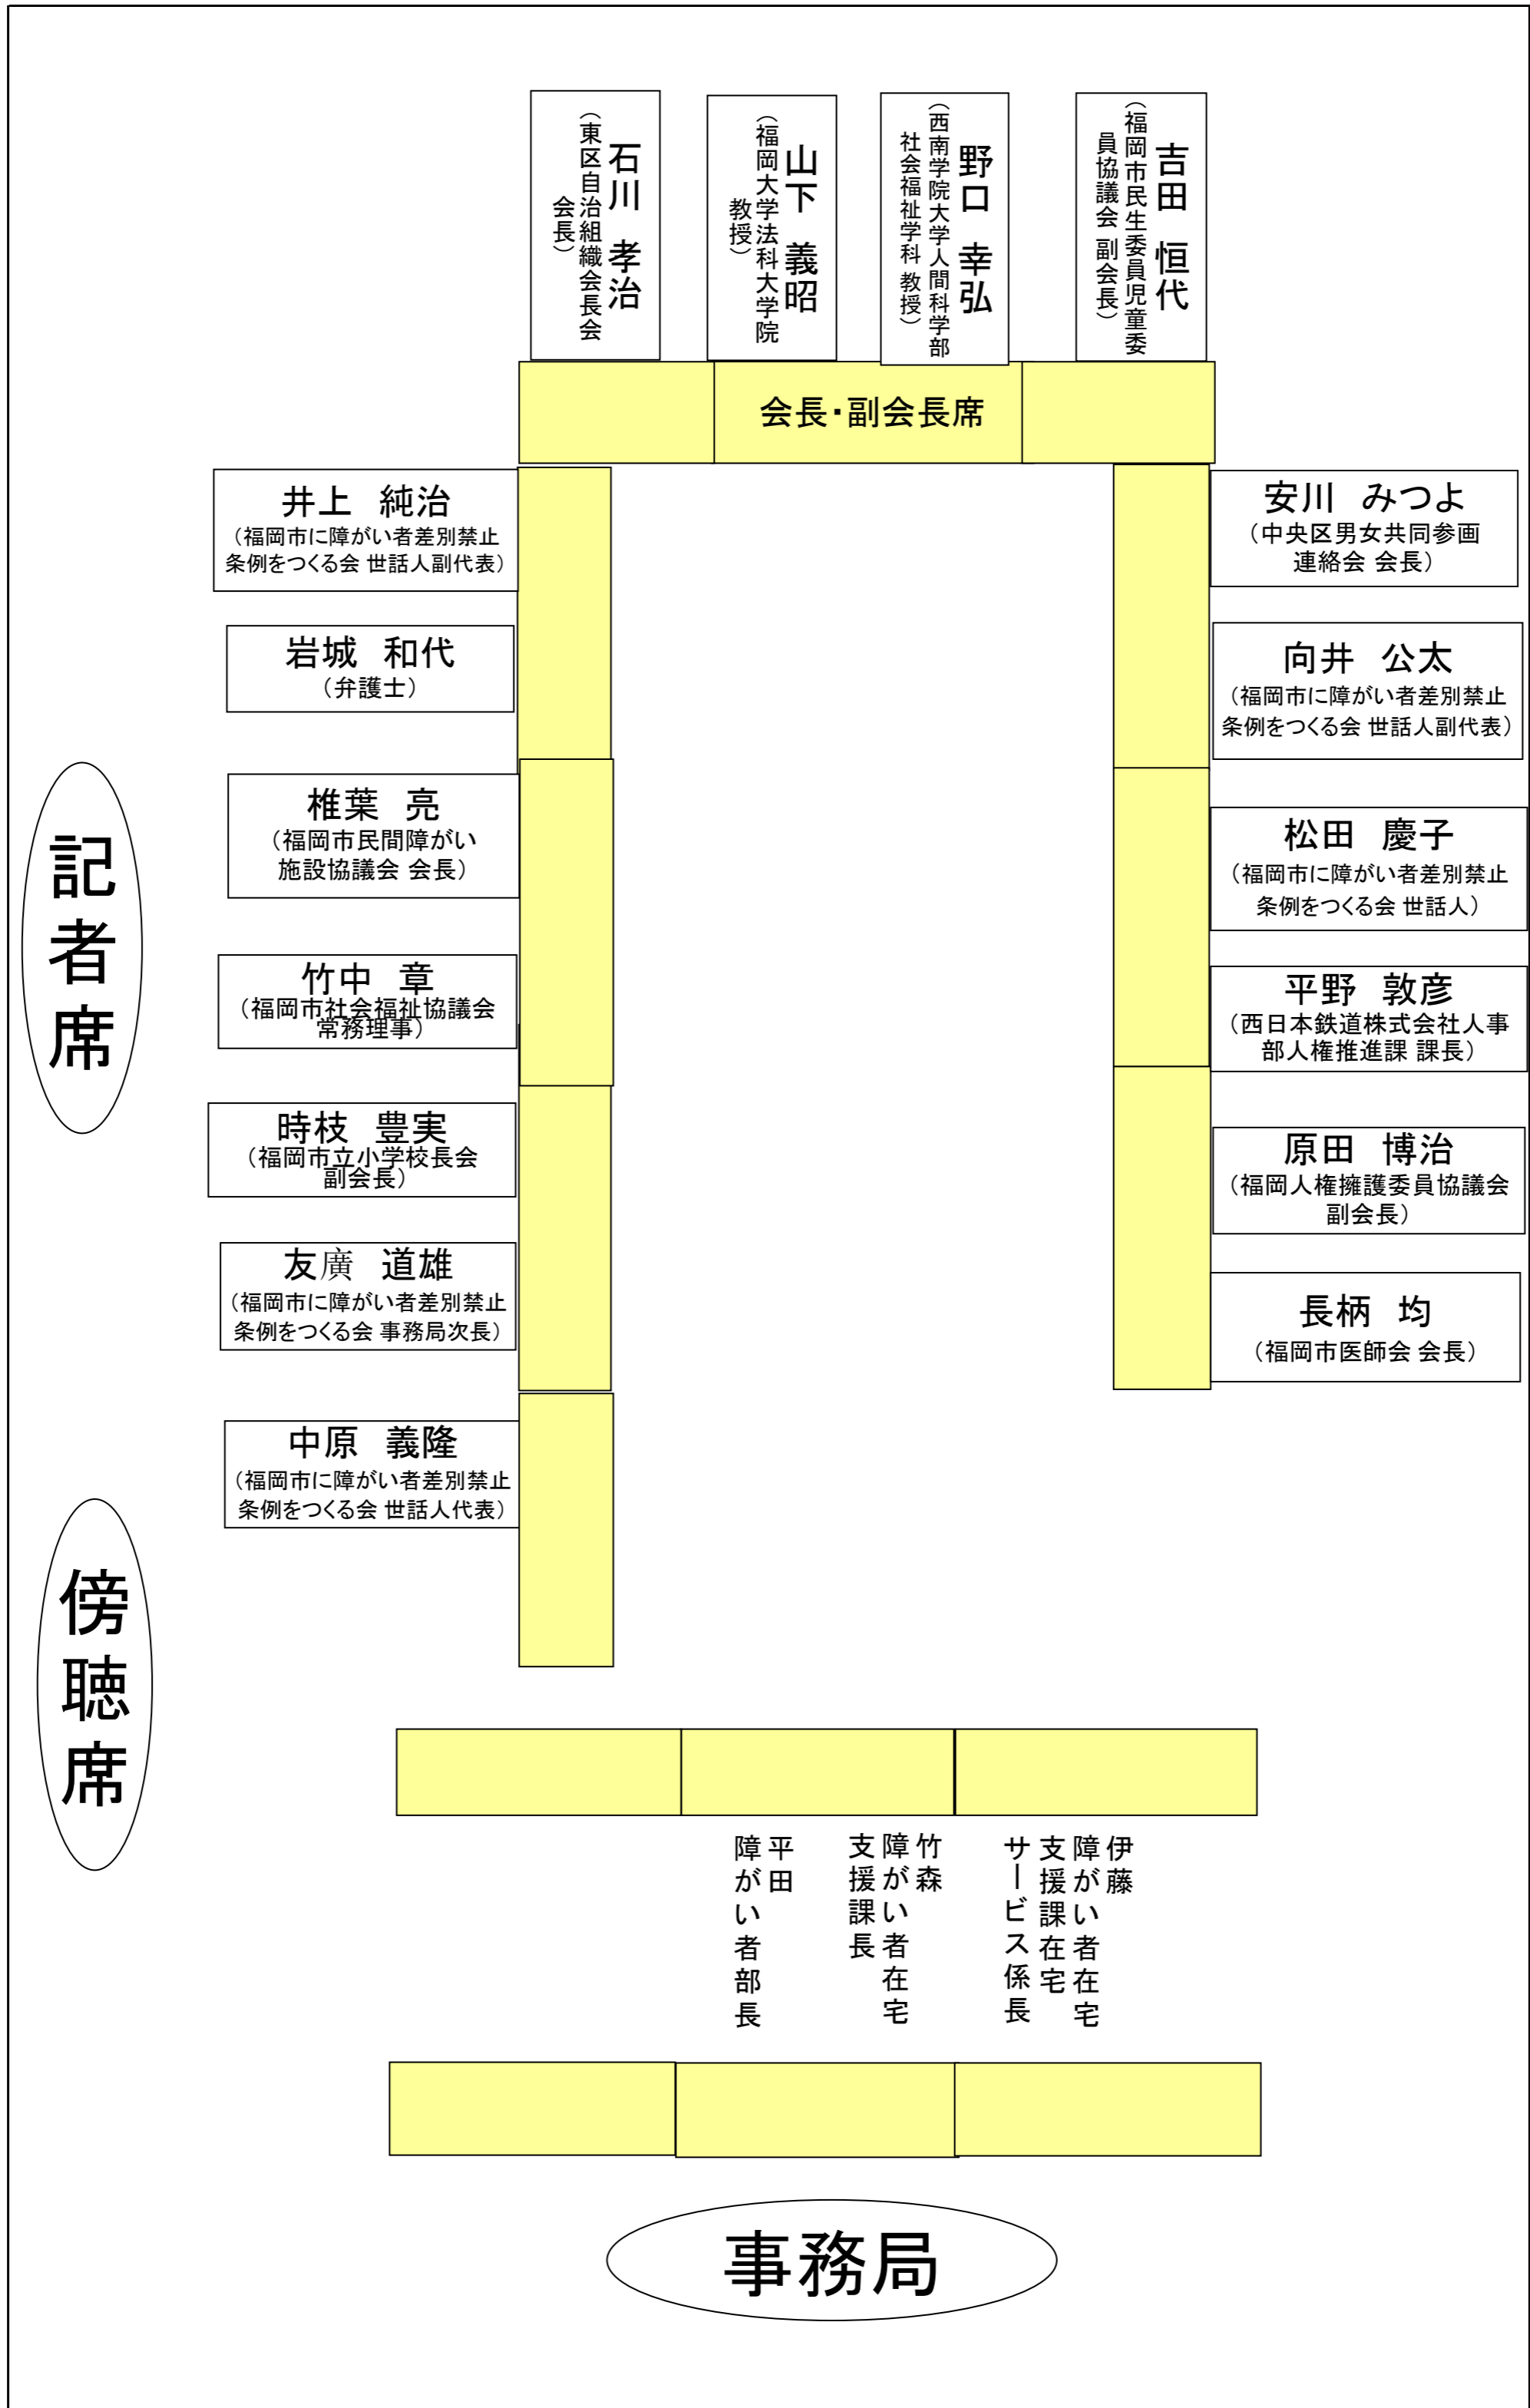 吉田　恒代
（福岡市民生委員児童委
員協議会 副会長）
野口　幸弘
（西南学院大学人間科学部
社会福祉学科 教授）
山下　義昭
（福岡大学法科大学院
教授）
石川　孝治
（東区自治組織会長会
会長）
会長・副会長席
井上　純治
（福岡市に障がい者差別禁止
条例をつくる会 世話人副代表）
岩城　和代
（弁護士）
椎葉　亮
（福岡市民間障がい
施設協議会 会長）
竹中　章
（福岡市社会福祉協議会
常務理事）
時枝　豊実
（福岡市立小学校長会
副会長）
友廣　道雄
（福岡市に障がい者差別禁止
条例をつくる会 事務局次長）
中原　義隆
（福岡市に障がい者差別禁止
条例をつくる会 世話人代表）
安川　みつよ
（中央区男女共同参画
連絡会 会長）
向井　公太
（福岡市に障がい者差別禁止
条例をつくる会 世話人副代表）
松田　慶子
（福岡市に障がい者差別禁止
条例をつくる会 世話人）
平野　敦彦
（西日本鉄道株式会社人事
部人権推進課 課長）
原田　博治
（福岡人権擁護委員協議会
副会長）
長柄　均
（福岡市医師会 会長）
記者席
傍聴席
伊藤
障がい者在宅
支援課在宅
サービス係長
竹森
障がい者在宅
支援課長
平田
障がい者部長
事務局